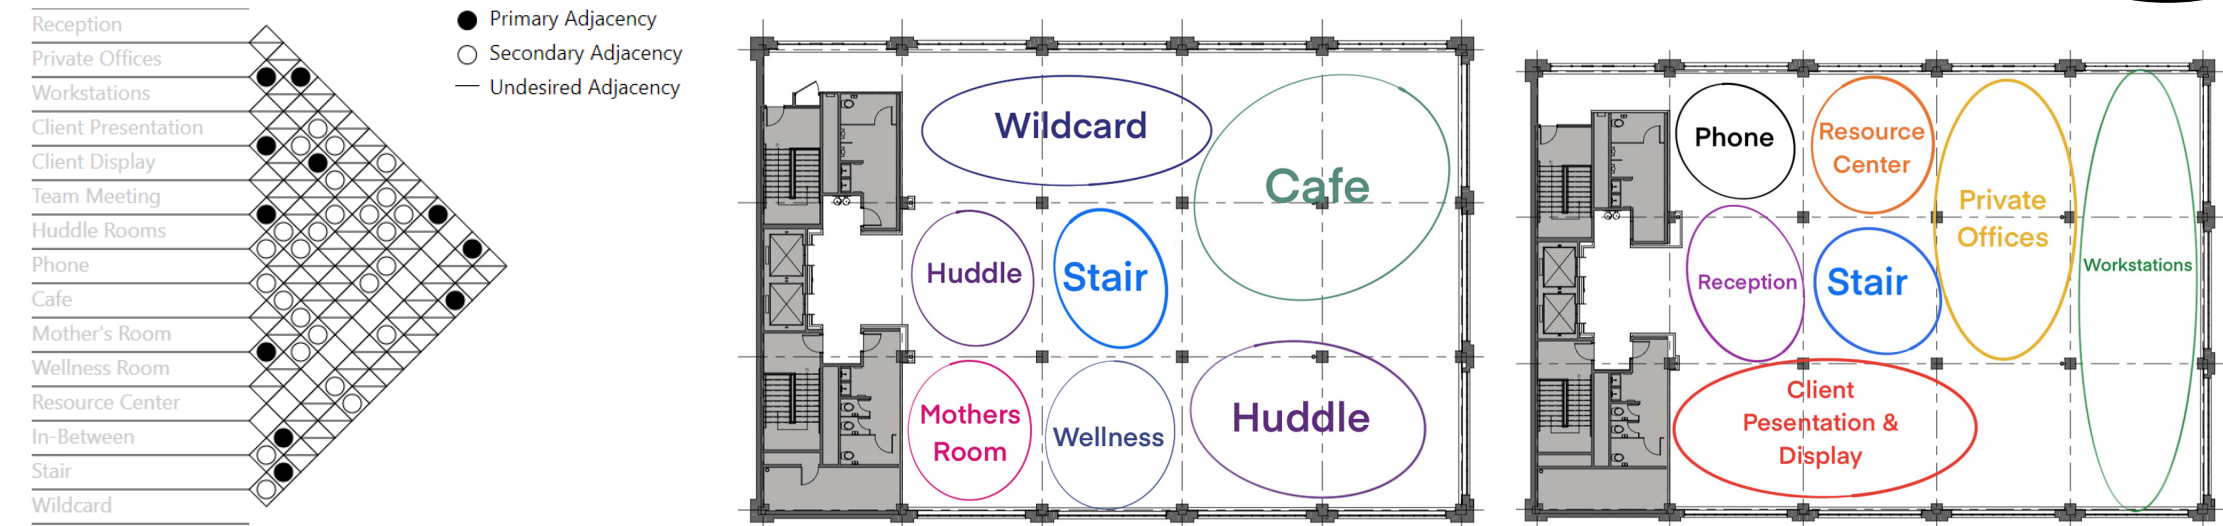 Reception
Private Offices
Workstations
Client Presentation
Client Display
Team Meeting
Huddle Rooms
Phone
Cafe
Mother's Room
Wellness Room
Resource Center
In-Between
Stair
Wildcard
Primary Adjacency
Secondary Adjacency
Undesired Adjacency
Wildcard
Cafe
Huddle
Stair
Mothers
Room
Wellness
Huddle
Phone
Resource
Center
Private
Offices
Reception
Stair
Workstations
Client
Pesentation &
Display